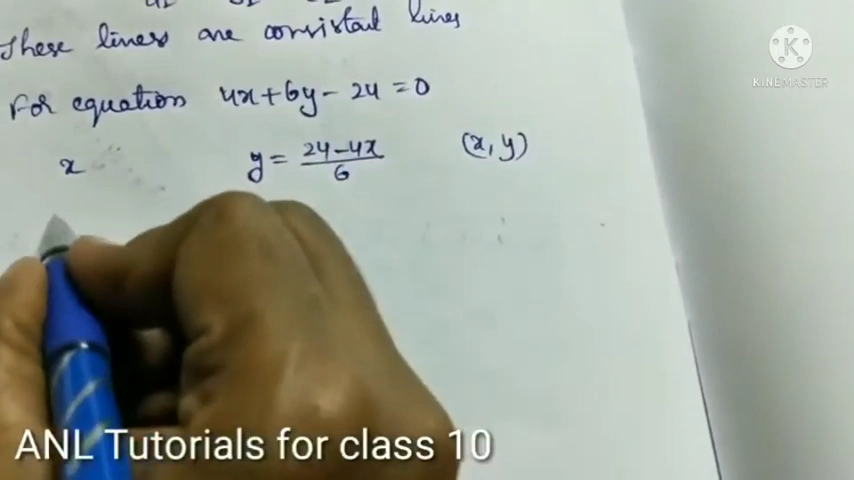 These lines are consistant lines
For equation 4x+6y-24=0
x y = 24-4x/6 (x, y)
KINEMASTER
ANL Tutorials for class 10